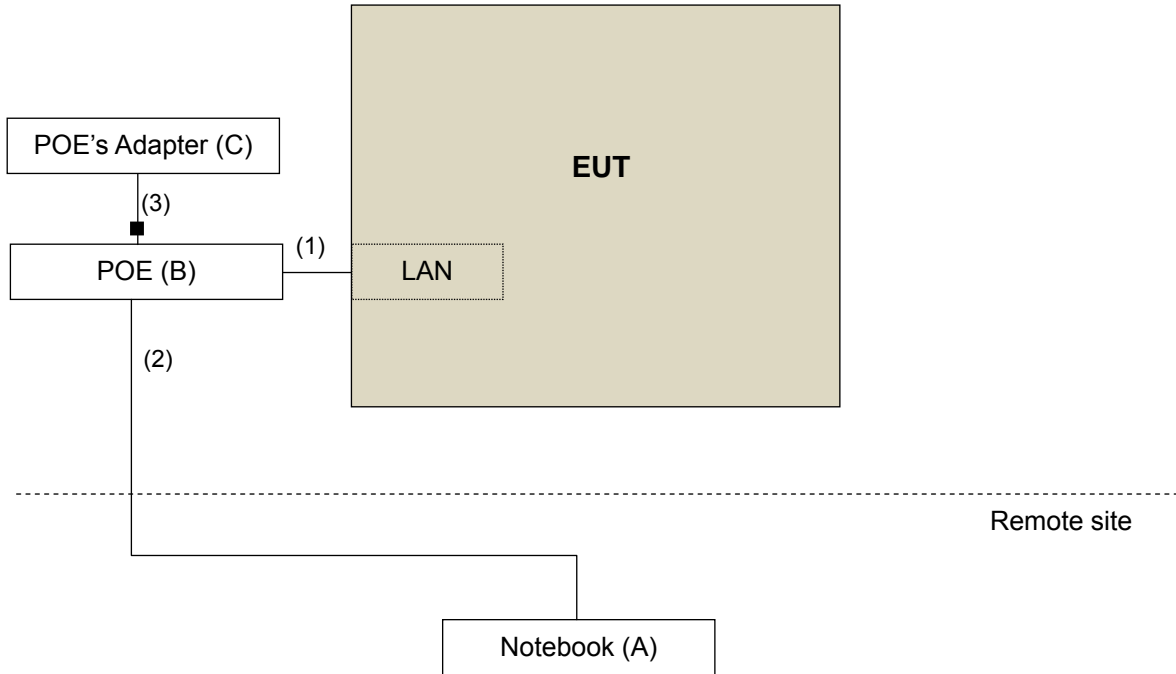 EUT
POE’s Adapter (C)
(3)
POE (B)
(1)
LAN
(2)
Remote site
Notebook (A)